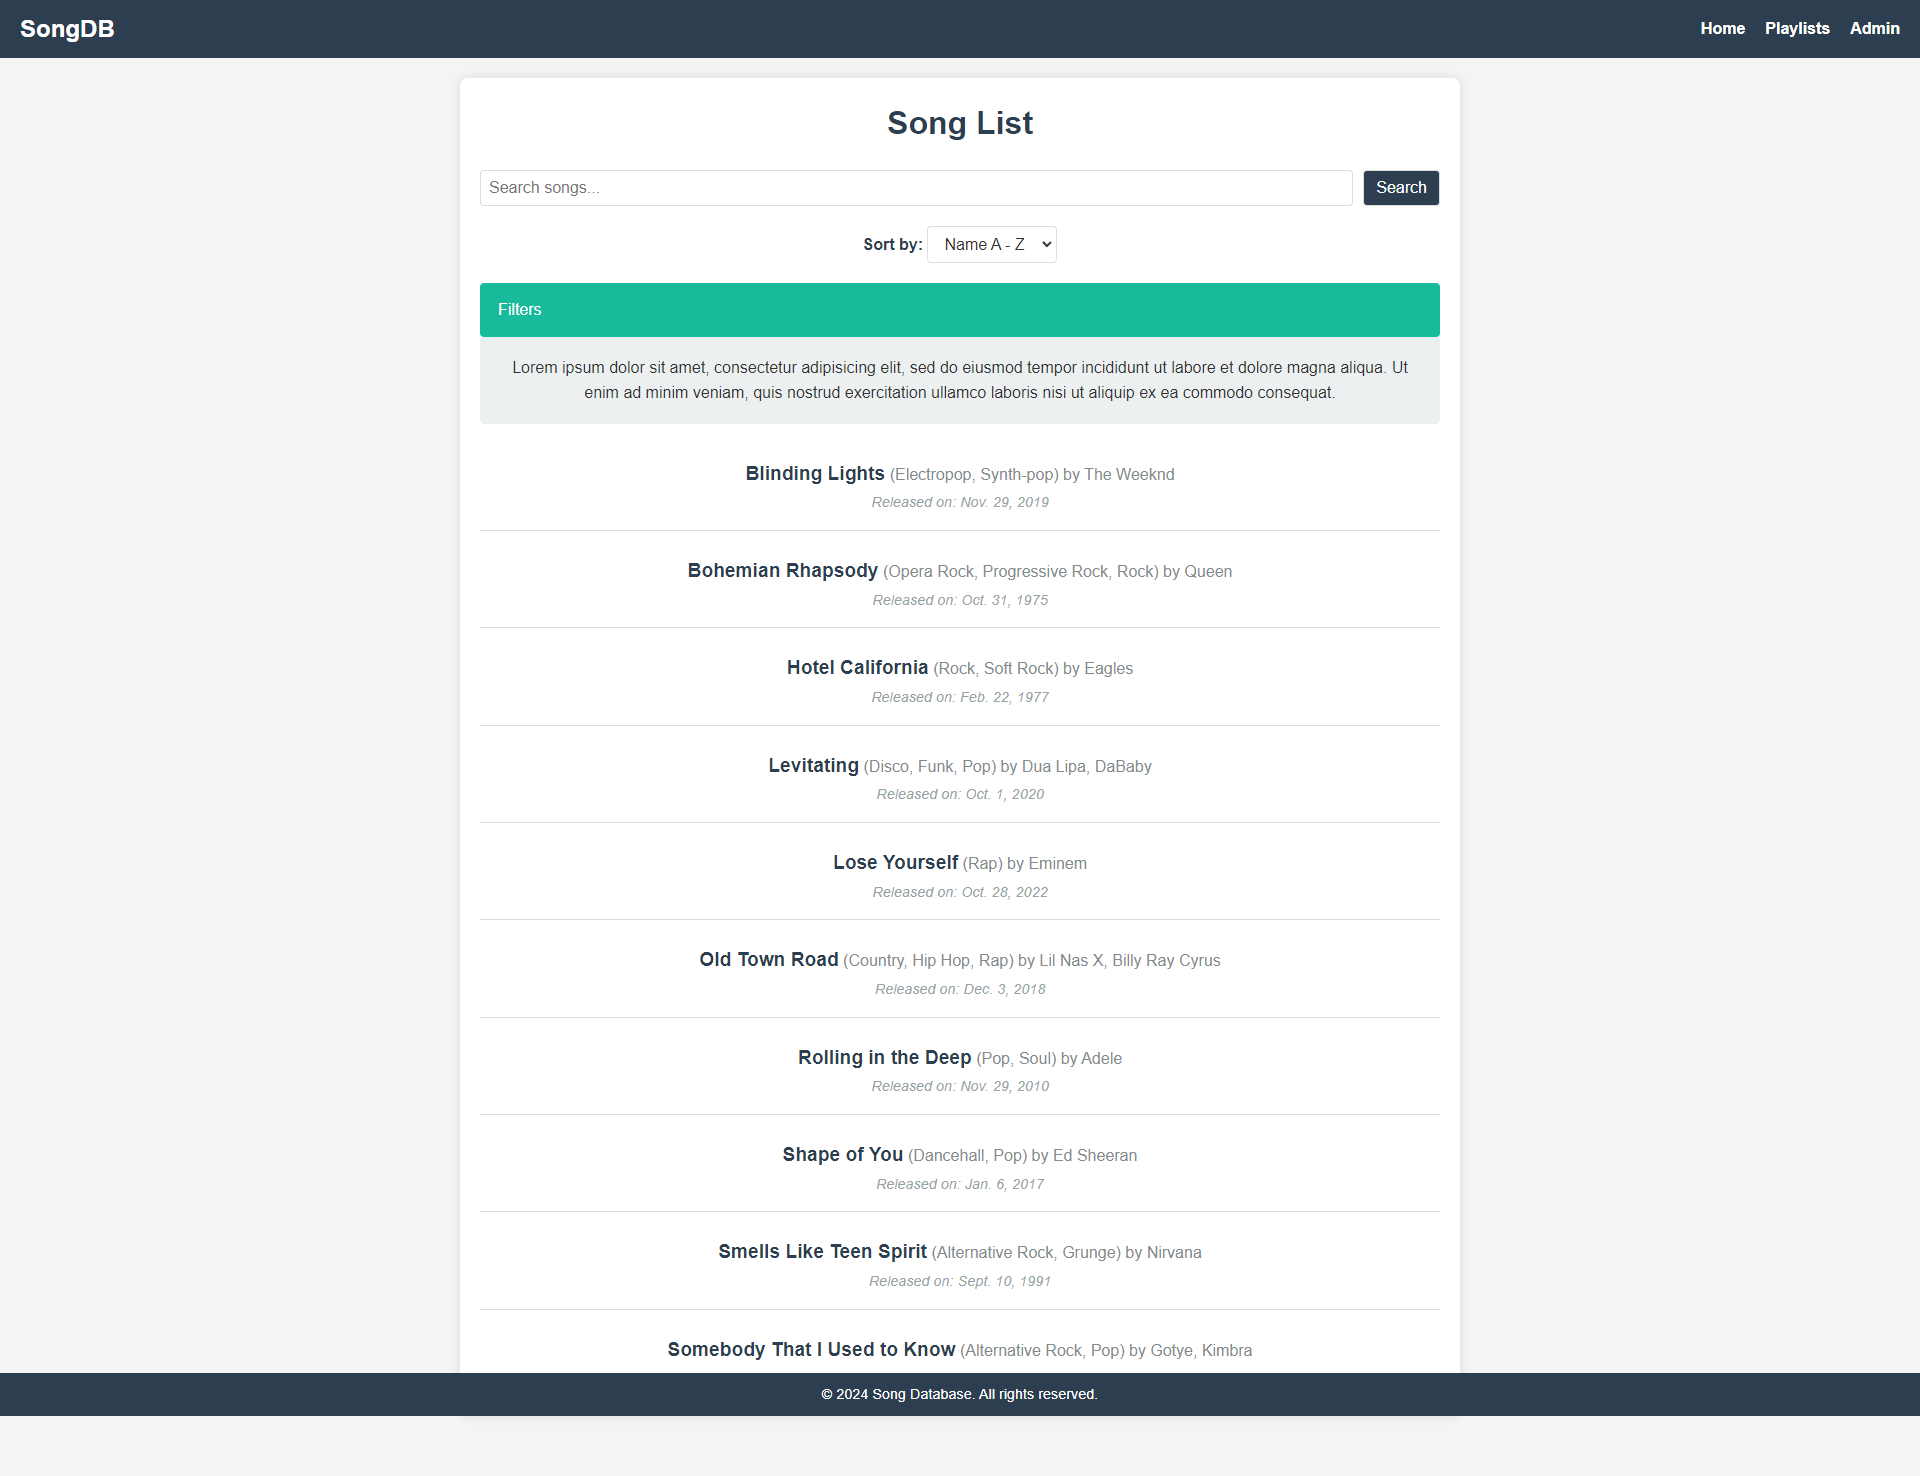 SongDB
Home Playlists Admin
Song List
Search songs...
Search
Sort by: Name A - Z
Filters
Lorem ipsum dolor sit amet, consectetur adipisicing elit, sed do eiusmod tempor incididunt ut labore et dolore magna aliqua. Ut
enim ad minim veniam, quis nostrud exercitation ullamco laboris nisi ut aliquip ex ea commodo consequat.
Blinding Lights (Electropop, Synth-pop) by The Weeknd
Released on: Nov. 29, 2019
Bohemian Rhapsody (Opera Rock, Progressive Rock, Rock) by Queen
Released on: Oct. 31, 1975
Hotel California (Rock, Soft Rock) by Eagles
Released on: Feb. 22, 1977
Levitating (Disco, Funk, Pop) by Dua Lipa, DaBaby
Released on: Oct. 1, 2020
Lose Yourself (Rap) by Eminem
Released on: Oct. 28, 2022
Old Town Road (Country, Hip Hop, Rap) by Lil Nas X, Billy Ray Cyrus
Released on: Dec. 3, 2018
Rolling in the Deep (Pop, Soul) by Adele
Released on: Nov. 29, 2010
Shape of You (Dancehall, Pop) by Ed Sheeran
Released on: Jan. 6, 2017
Smells Like Teen Spirit (Alternative Rock, Grunge) by Nirvana
Released on: Sept. 10, 1991
Somebody That I Used to Know (Alternative Rock, Pop) by Gotye, Kimbra
© 2024 Song Database. All rights reserved.